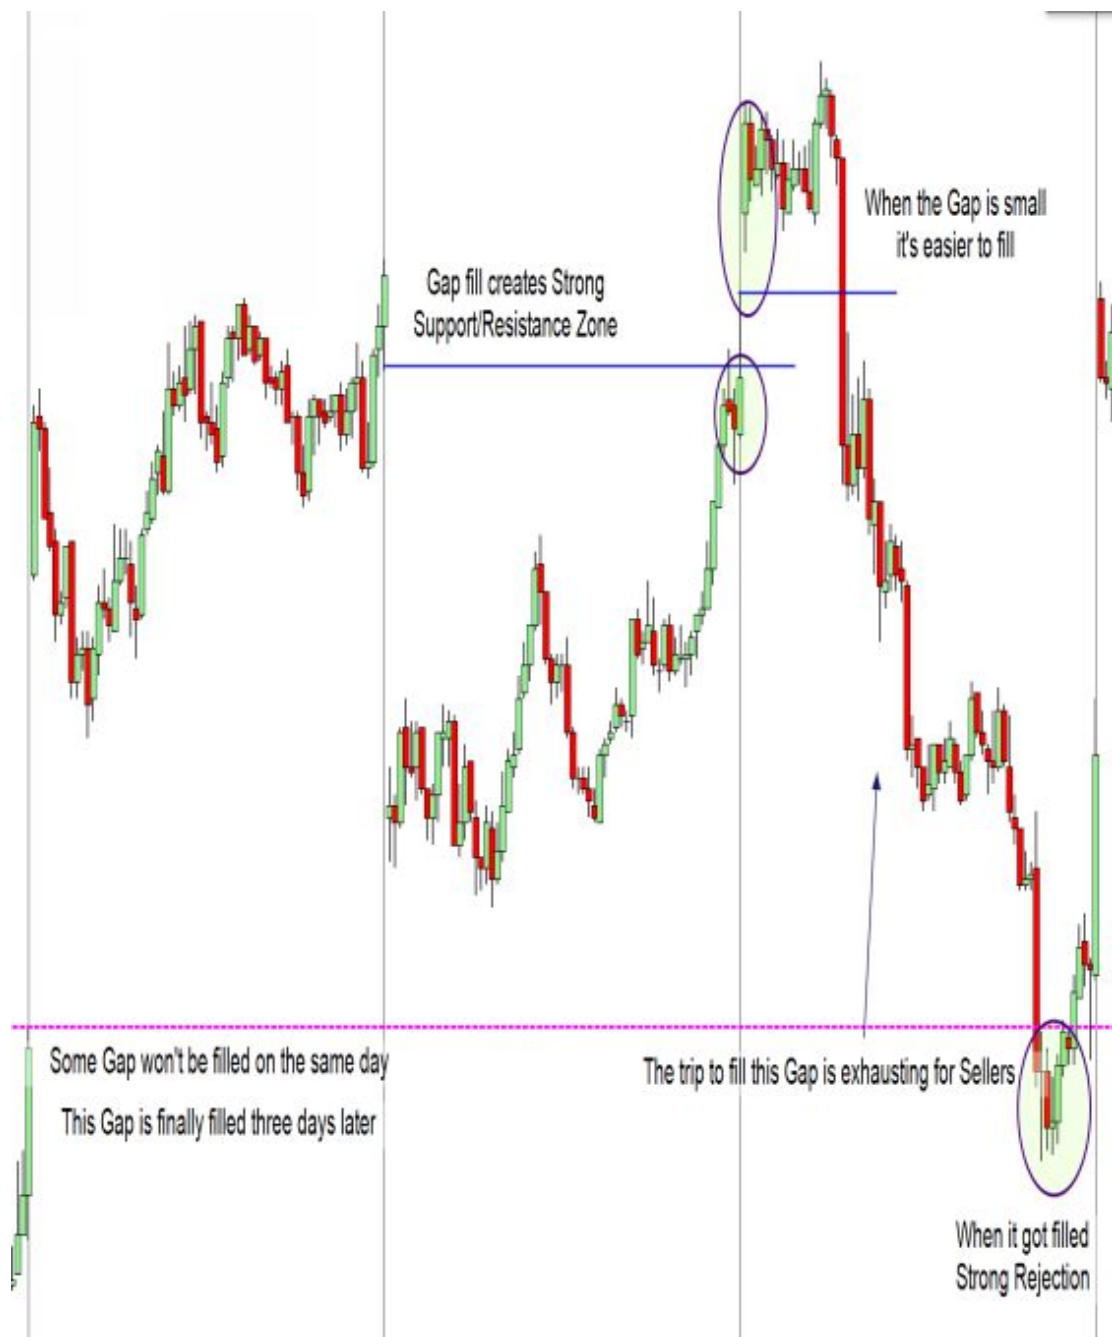 When the Gap is small
it's easier to fill
Gap fill creates Strong
Support/Resistance Zone
Some Gap won't be filled on the same day
This Gap is finally filled three days later
The trip to fill this Gap is exhausting for Sellers
When it got filled
Strong Rejection